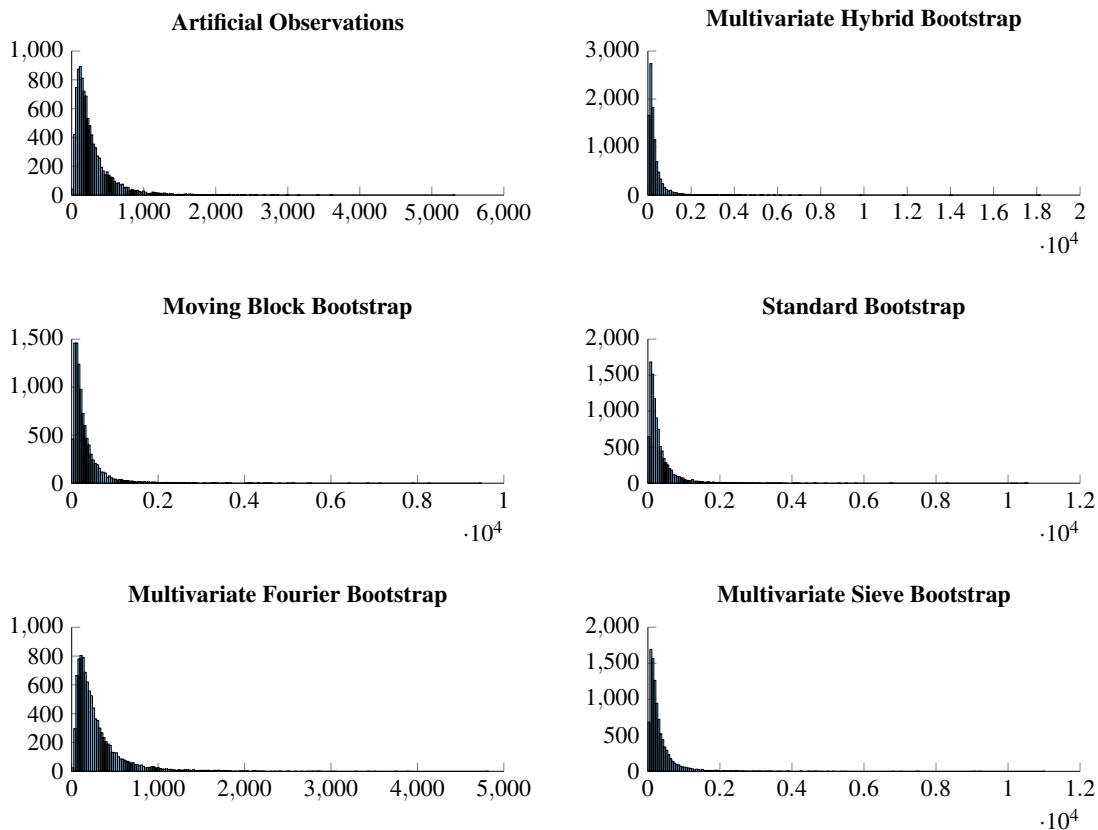 Artificial Observations
1,000
800
600
400
200
0
0 1,000 2,000 3,000 4,000 5,000 6,000
Multivariate Hybrid Bootstrap
3,000
2,000
1,000
0
0 0.2 0.4 0.6 0.8 1 1.2 1.4 1.6 1.8 2
·10⁴
Moving Block Bootstrap
1,500
1,000
500
0
0 0.2 0.4 0.6 0.8 1
·10⁴
Standard Bootstrap
2,000
1,500
1,000
500
0
0 0.2 0.4 0.6 0.8 1 1.2
·10⁴
Multivariate Fourier Bootstrap
1,000
800
600
400
200
0
0 1,000 2,000 3,000 4,000 5,000
Multivariate Sieve Bootstrap
2,000
1,500
1,000
500
0
0 0.2 0.4 0.6 0.8 1 1.2
·10⁴